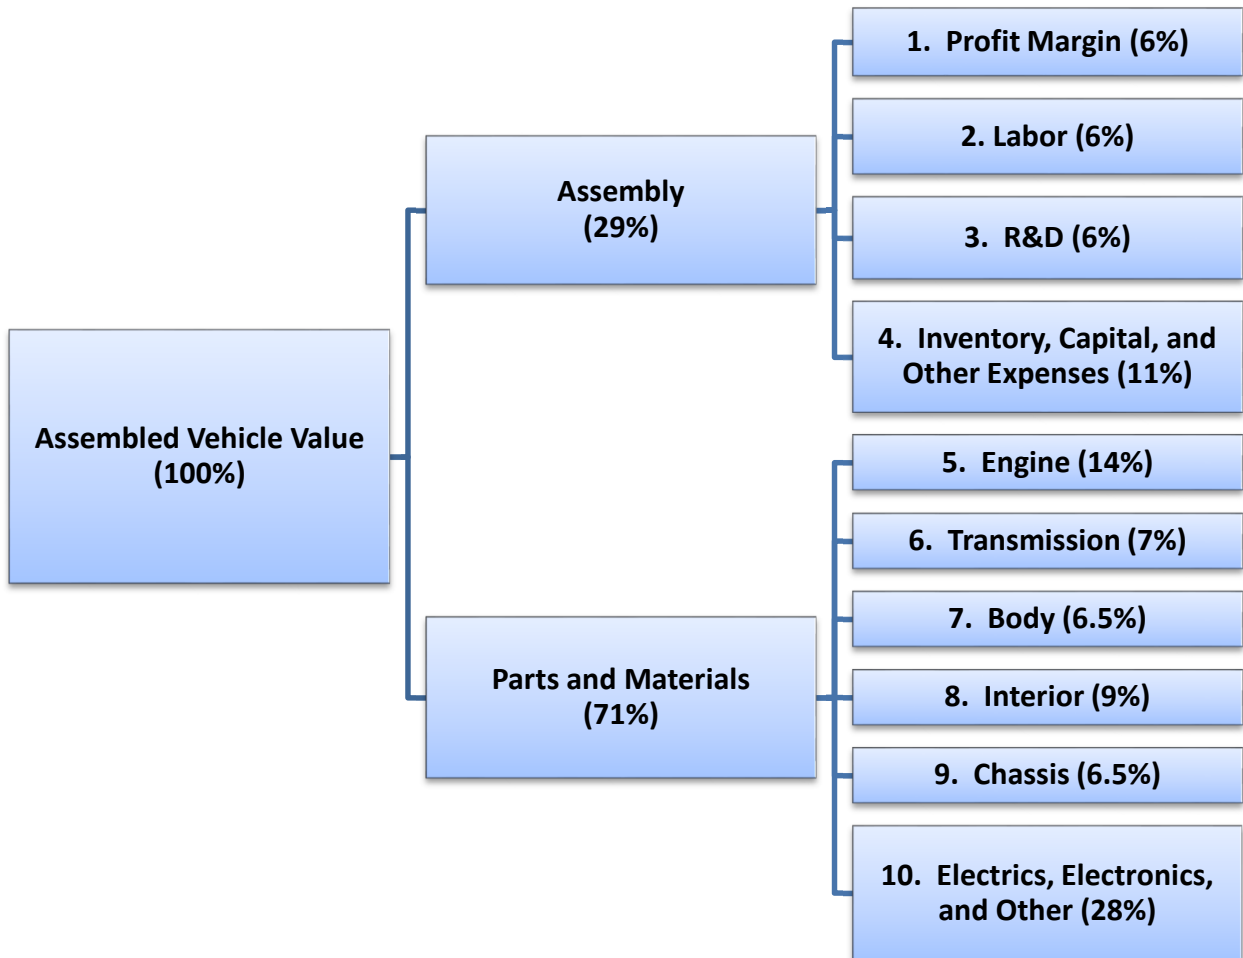 Assembled Vehicle Value
(100%)
Assembly
(29%)
1. Profit Margin (6%)
2. Labor (6%)
3. R&D (6%)
4. Inventory, Capital, and
Other Expenses (11%)
Parts and Materials
(71%)
5. Engine (14%)
6. Transmission (7%)
7. Body (6.5%)
8. Interior (9%)
9. Chassis (6.5%)
10. Electrics, Electronics,
and Other (28%)